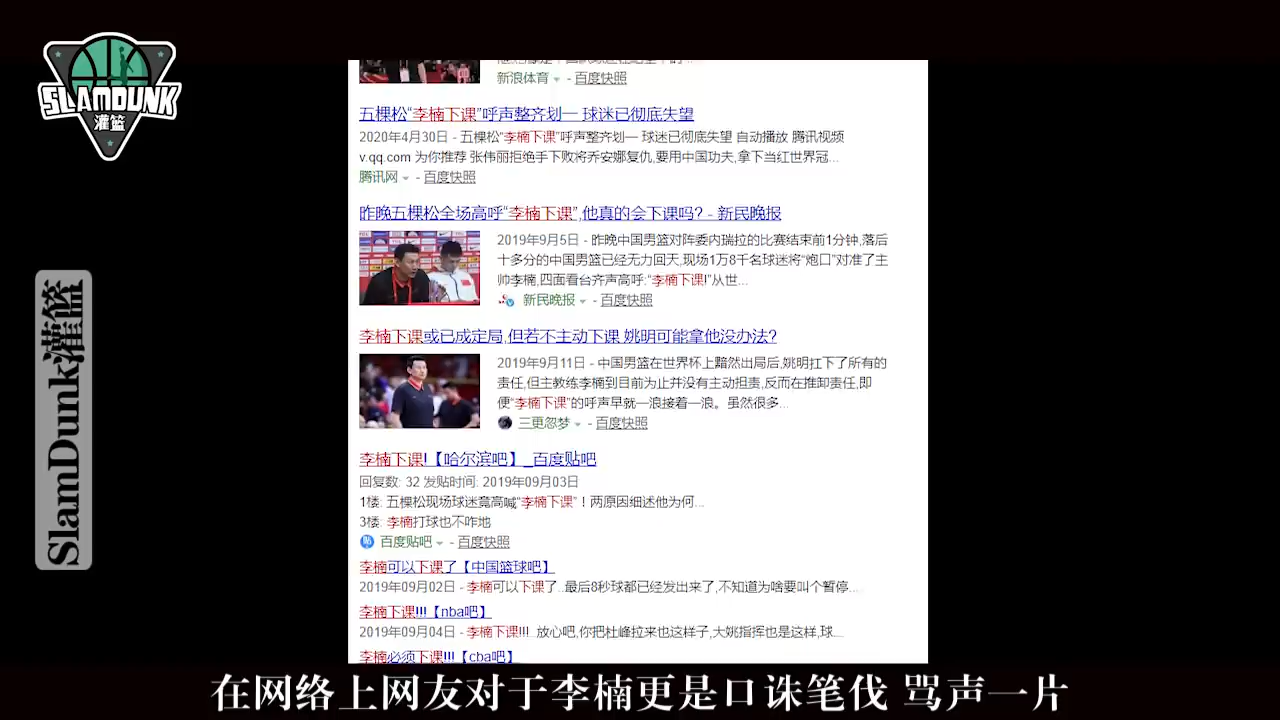 SLAMDUNK
灌篮
SlamDunk灌篮
新浪体育 - 百度快照
五棵松“李楠下课”呼声整齐划一 球迷已彻底失望
2020年4月30日 - 五棵松“李楠下课”呼声整齐划一 球迷已彻底失望 自动播放 腾讯视频
v.qq.com 为你推荐 张伟丽拒绝手下败将乔安娜复仇,要用中国功夫,拿下当红世界冠...
腾讯网 - 百度快照
昨晚五棵松全场高呼“李楠下课”,他真的会下课吗? - 新民晚报
2019年9月5日 - 昨晚中国男篮对阵委内瑞拉的比赛结束前1分钟,落后
十多分的中国男篮已经无力回天,现场1万8千名球迷将“炮口”对准了主
帅李楠,四面看台齐声高呼:“李楠下课!”从世...
新民晚报 - 百度快照
李楠下课或已成定局,但若不主动下课 姚明可能拿他没办法?
2019年9月11日 - 中国男篮在世界杯上黯然出局后,姚明扛下了所有的
责任,但主教练李楠到目前为止并没有主动担责,反而在推卸责任,即
便“李楠下课”的呼声早就一浪接着一浪。虽然很多...
三更忽梦 - 百度快照
李楠下课!【哈尔滨吧】_百度贴吧
回复数: 32 发贴时间: 2019年09月03日
1楼: 五棵松现场球迷竟高喊“李楠下课”！两原因细述他为何...
3楼: 李楠打球也不咋地
百度贴吧 - 百度快照
李楠可以下课了【中国篮球吧】
2019年09月02日 - 李楠可以下课了..最后8秒球都已经发出来了,不知道为啥要叫个暂停...
李楠下课!!!【nba吧】
2019年09月04日 - 李楠下课!!!..放心吧,你把杜峰拉来也这样子,大姚指挥也是这样,球...
李楠必须下课!!!【cba吧】
在网络上网友对于李楠更是口诛笔伐 骂声一片